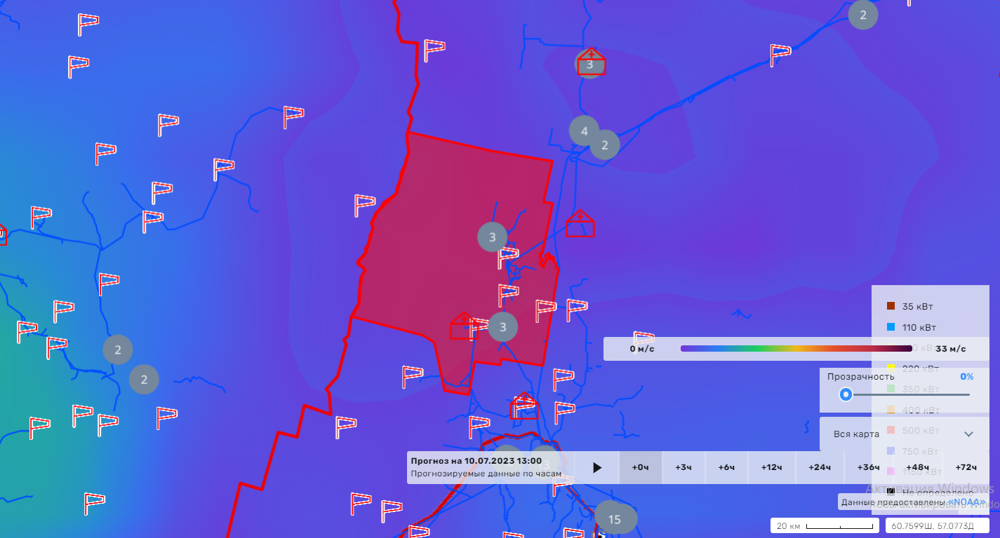 2
3
4
2
3
3
2
2
35 кВт
110 кВт
0 м/с
33 м/с
220 кВт
Прозрачность
0%
350 кВт
400 кВт
500 кВт
Вся карта
750 кВт
Прогноз на 10.07.2023 13:00
Прогнозируемые данные по часам
+0ч
+3ч
+6ч
+12ч
+24ч
+36ч
+48ч
+72ч
1150 кВт
Активация Windows
Не определено
Данные предоставлены «NOAA»
15
20 км
60.7599Ш, 57.0773Д